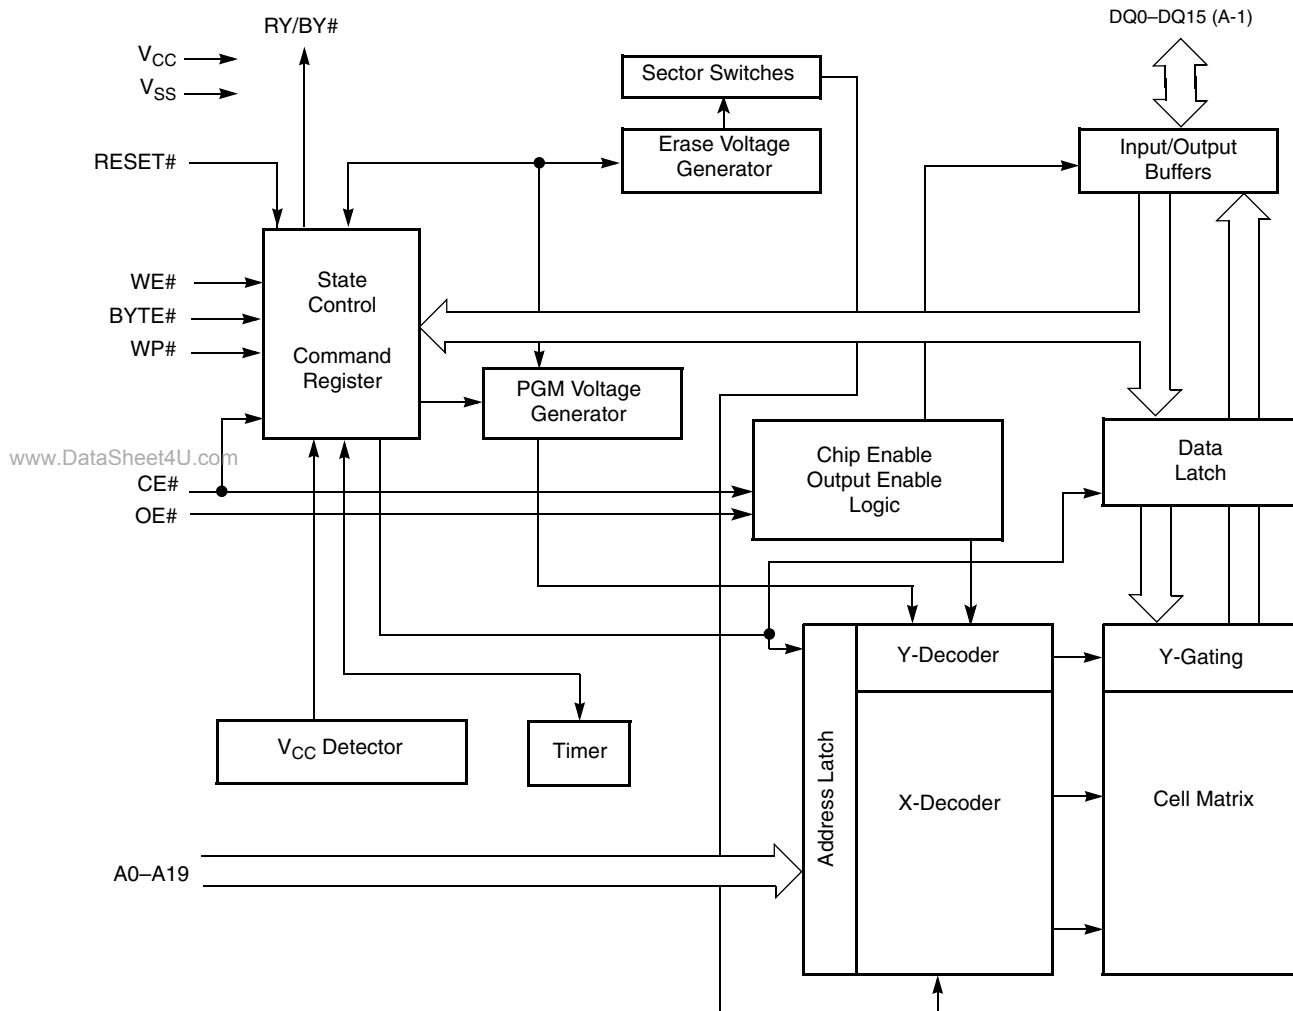 RY/BY#
DQ0–DQ15 (A-1)
VCC
VSS
Sector Switches
Erase Voltage
Generator
Input/Output
Buffers
RESET#
WE#
BYTE#
WP#
State
Control
Command
Register
PGM Voltage
Generator
www.DataSheet4U.com
CE#
OE#
Chip Enable
Output Enable
Logic
Data
Latch
Y-Decoder
Y-Gating
VCC Detector
Timer
Address Latch
X-Decoder
Cell Matrix
A0–A19